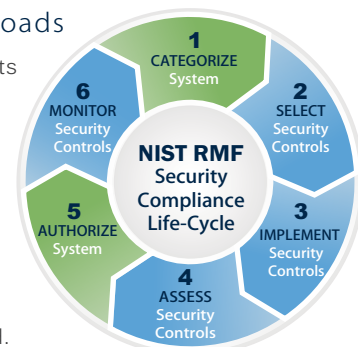 oads
ts
1
CATEGORIZE
System
2
SELECT
Security
Controls
3
IMPLEMENT
Security
Controls
4
ASSESS
Security
Controls
5
AUTHORIZE
System
6
MONITOR
Security
Controls
NIST RMF
Security
Compliance
Life-Cycle
l.